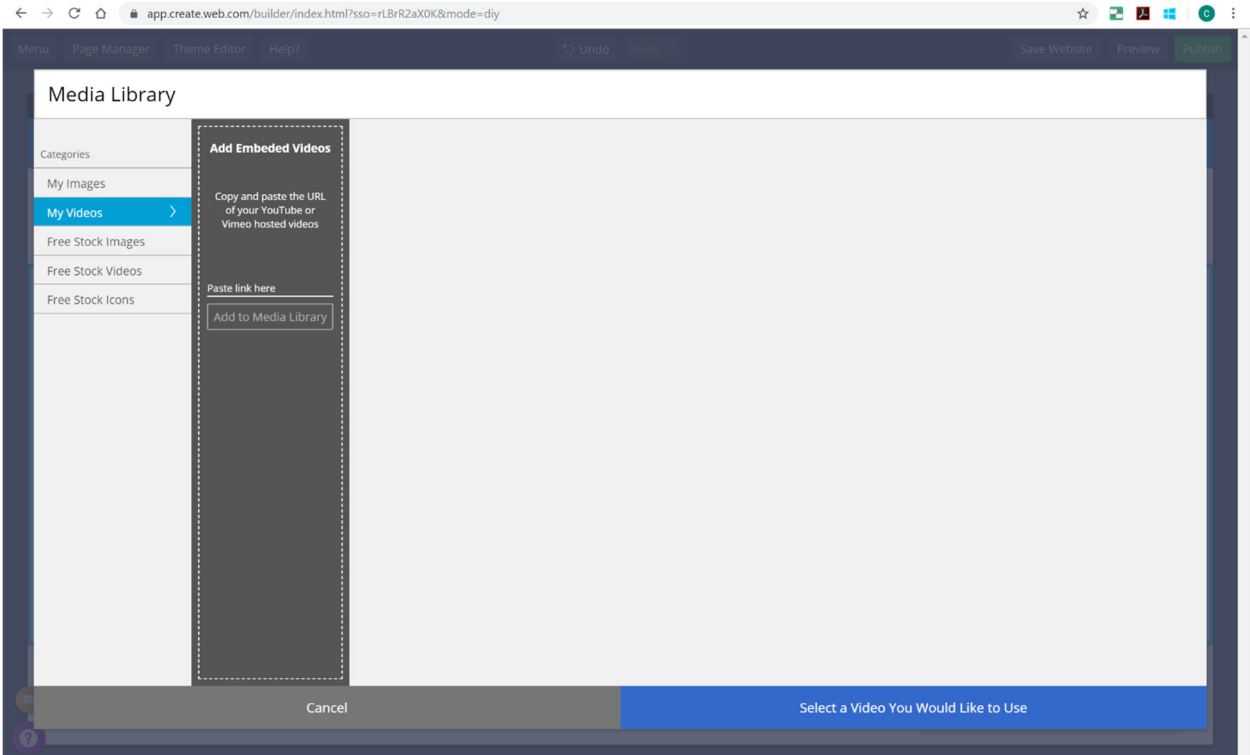 app.create.web.com/builder/index.html?sso=rLBrR2aX0K&mode=diy
C
Menu Page Manager Theme Editor Help? Undo Redo Save Website Preview Publish
Media Library
Categories
My Images
My Videos
Free Stock Images
Free Stock Videos
Free Stock Icons
Add Embeded Videos
Copy and paste the URL
of your YouTube or
Vimeo hosted videos
Paste link here
Add to Media Library
Cancel
Select a Video You Would Like to Use
?